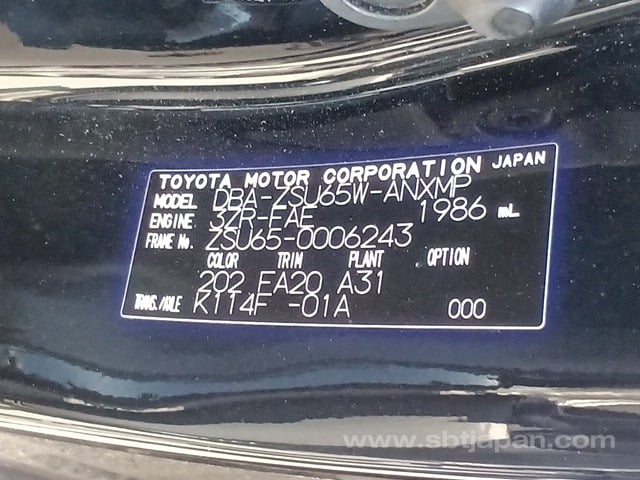 TOYOTA MOTOR CORPORATION JAPAN
MODEL DBA-ZSU65W-ANXMP
ENGINE 3ZR-FAE 1986 mL
FRAME No. ZSU65-0006243
COLOR TRIM PLANT OPTION
202 FA20 A31
TRANS./AXLE K114F -01A 000
www.sbtjapan.com